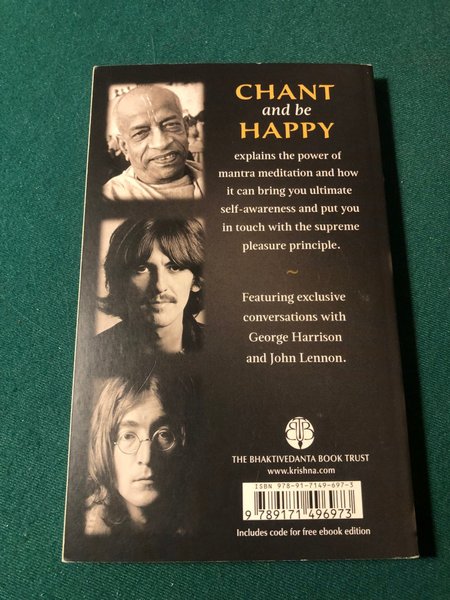 CHANT
and be
HAPPY
explains the power of
mantra meditation and how
it can bring you ultimate
self-awareness and put you
in touch with the supreme
pleasure principle.
~
Featuring exclusive
conversations with
George Harrison
and John Lennon.
BBT
THE BHAKTIVEDANTA BOOK TRUST
www.krishna.com
ISBN 978-91-7149-697-3
9 789171 496973
Includes code for free ebook edition